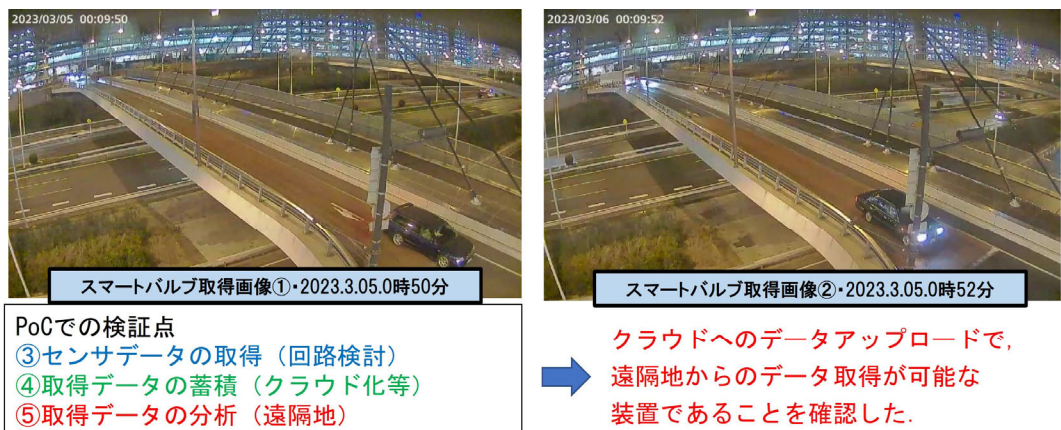 2023/03/05 00:09:50
2023/03/06 00:09:52
スマートバルブ取得画像①・2023.3.05.0時50分
スマートバルブ取得画像②・2023.3.05.0時52分
PoCでの検証点
③センサデータの取得（回路検討）
④取得データの蓄積（クラウド化等）
⑤取得データの分析（遠隔地）
クラウドへのデータアップロードで,
遠隔地からのデータ取得が可能な
装置であることを確認した.